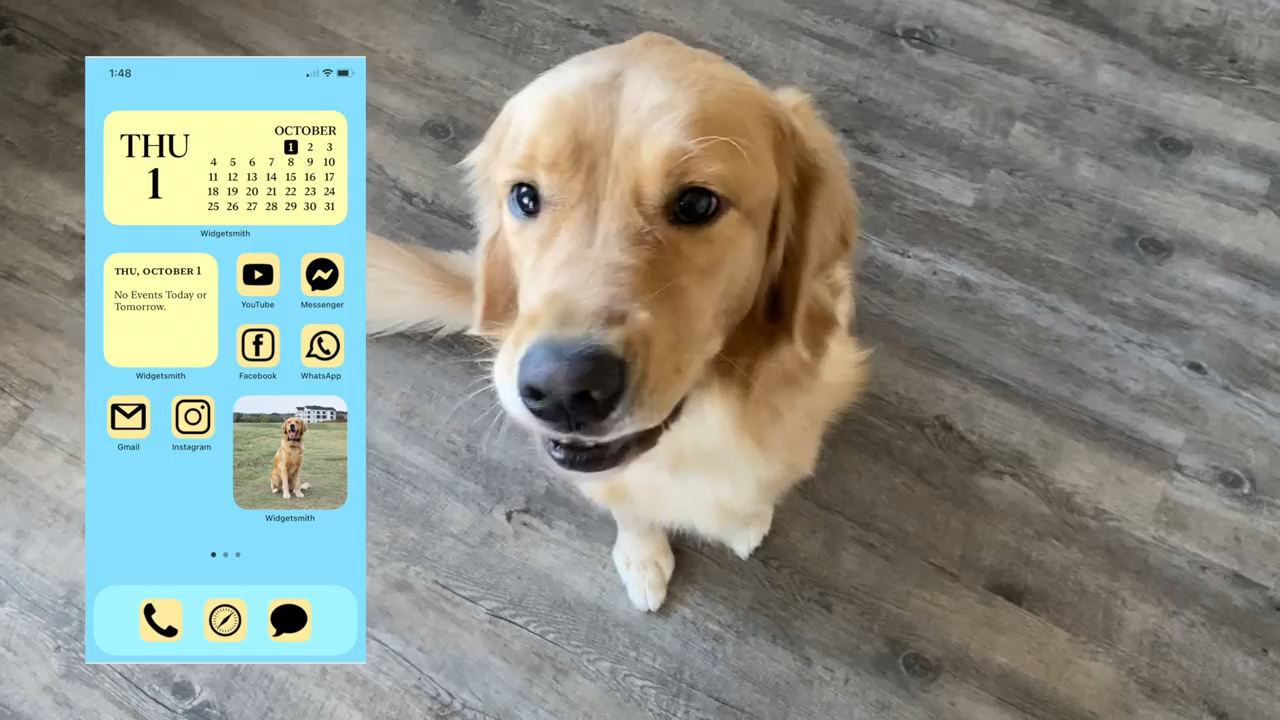 1:48
THU
1
OCTOBER
1 2 3
4 5 6 7 8 9 10
11 12 13 14 15 16 17
18 19 20 21 22 23 24
25 26 27 28 29 30 31
Widgetsmith
THU, OCTOBER 1
No Events Today or
Tomorrow.
Widgetsmith
YouTube
Messenger
Facebook
WhatsApp
Gmail
Instagram
Widgetsmith